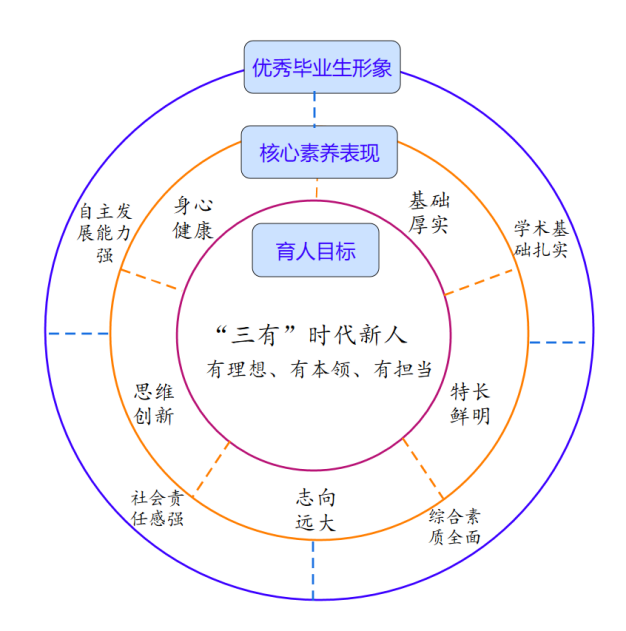 优秀毕业生形象
核心素养表现
身心
健康
基础
厚实
自主发
展能力
强
学术基
础扎实
育人目标
“三有”时代新人
有理想、有本领、有担当
思维
创新
特长
鲜明
社会责
任感强
志向
远大
综合素
质全面